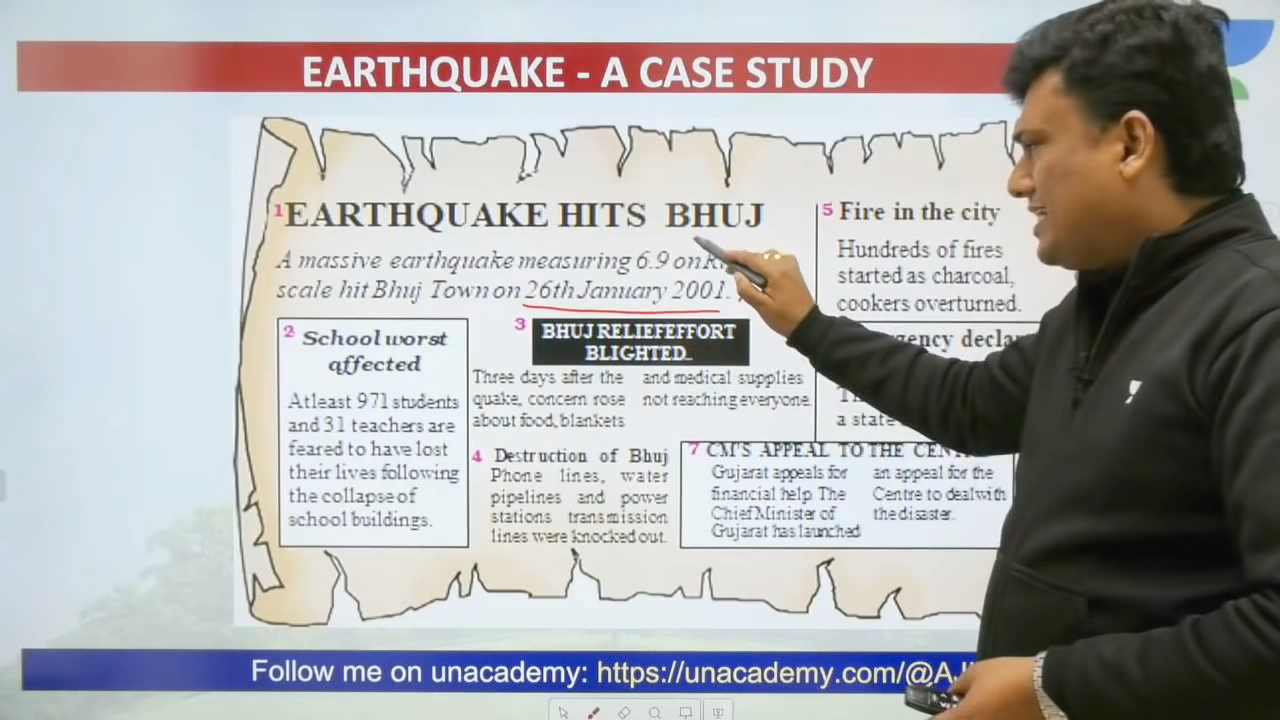 EARTHQUAKE - A CASE STUDY
1 EARTHQUAKE HITS BHUJ
A massive earthquake measuring 6.9 on
scale hit Bhuj Town on 26th January 2001.
2 School worst
affected
Atleast 971 students
and 31 teachers are
feared to have lost
their lives following
the collapse of
school buildings.
3 BHUJ RELIEF EFFORT
BLIGHTED..
Three days after the
quake, concern rose
about food, blankets
and medical supplies
not reaching everyone.
4 Destruction of Bhuj
Phone lines, water
pipelines and power
stations transmission
lines were knocked out.
5 Fire in the city
Hundreds of fires
started as charcoal,
cookers overturned.
a state
7 CM'S APPEAL TO THE
Gujarat appeals for
financial help. The
Chief Minister of
Gujarat has launched
an appeal for the
Centre to deal with
the disaster.
Follow me on unacademy: https://unacademy.com/@AJ